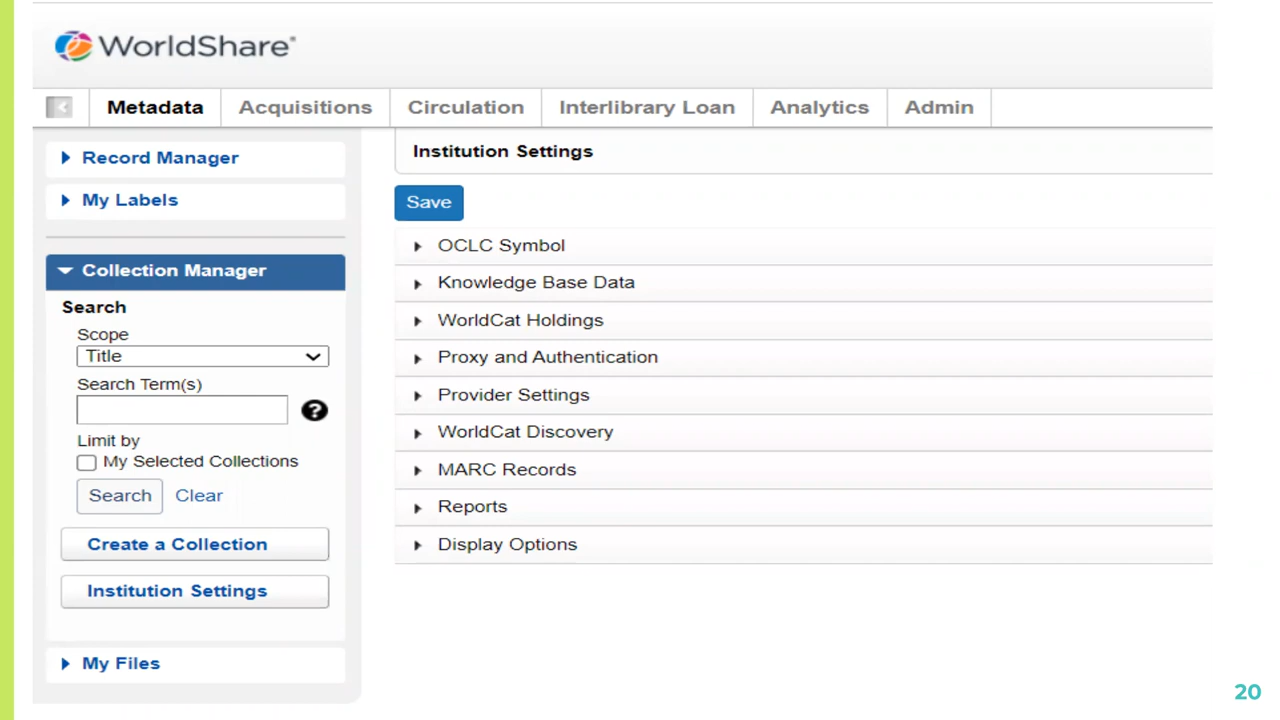 WorldShare®
Metadata Acquisitions Circulation Interlibrary Loan Analytics Admin
Record Manager
My Labels
Collection Manager
Search
Scope
Title
Search Term(s)
?
Limit by
My Selected Collections
Search Clear
Create a Collection
Institution Settings
My Files
Institution Settings
Save
OCLC Symbol
Knowledge Base Data
WorldCat Holdings
Proxy and Authentication
Provider Settings
WorldCat Discovery
MARC Records
Reports
Display Options
20